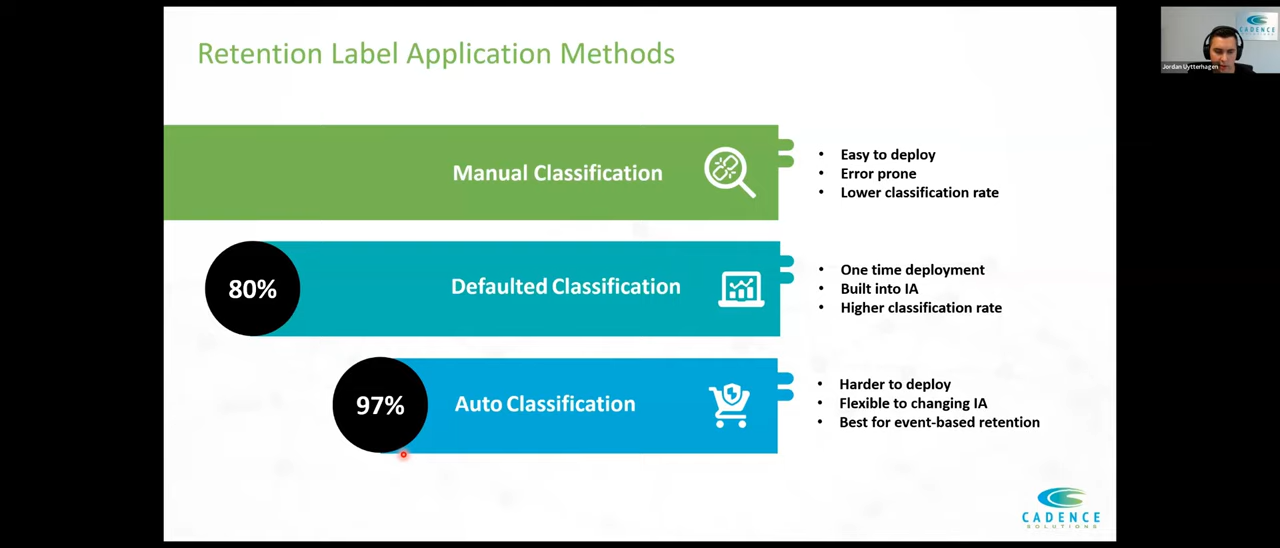 Retention Label Application Methods
Manual Classification
• Easy to deploy
• Error prone
• Lower classification rate
80%
Defaulted Classification
• One time deployment
• Built into IA
• Higher classification rate
97%
Auto Classification
• Harder to deploy
• Flexible to changing IA
• Best for event-based retention
CADENCE
SOLUTIONS
CADENCE
Jordan Uytterhagen